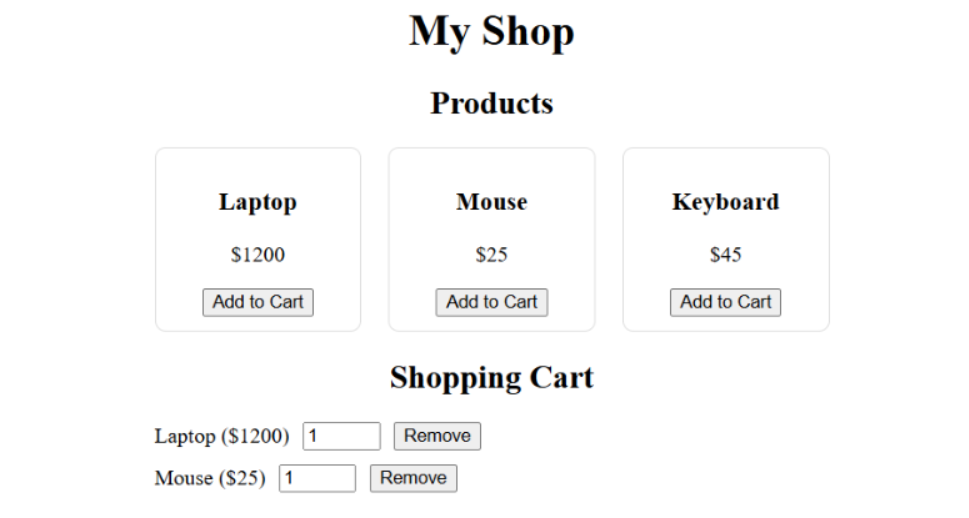 My Shop
Products
Laptop Mouse Keyboard
$1200 $25 $45
Add to Cart Add to Cart Add to Cart
Shopping Cart
Laptop ($1200) 1 Remove
Mouse ($25) 1 Remove